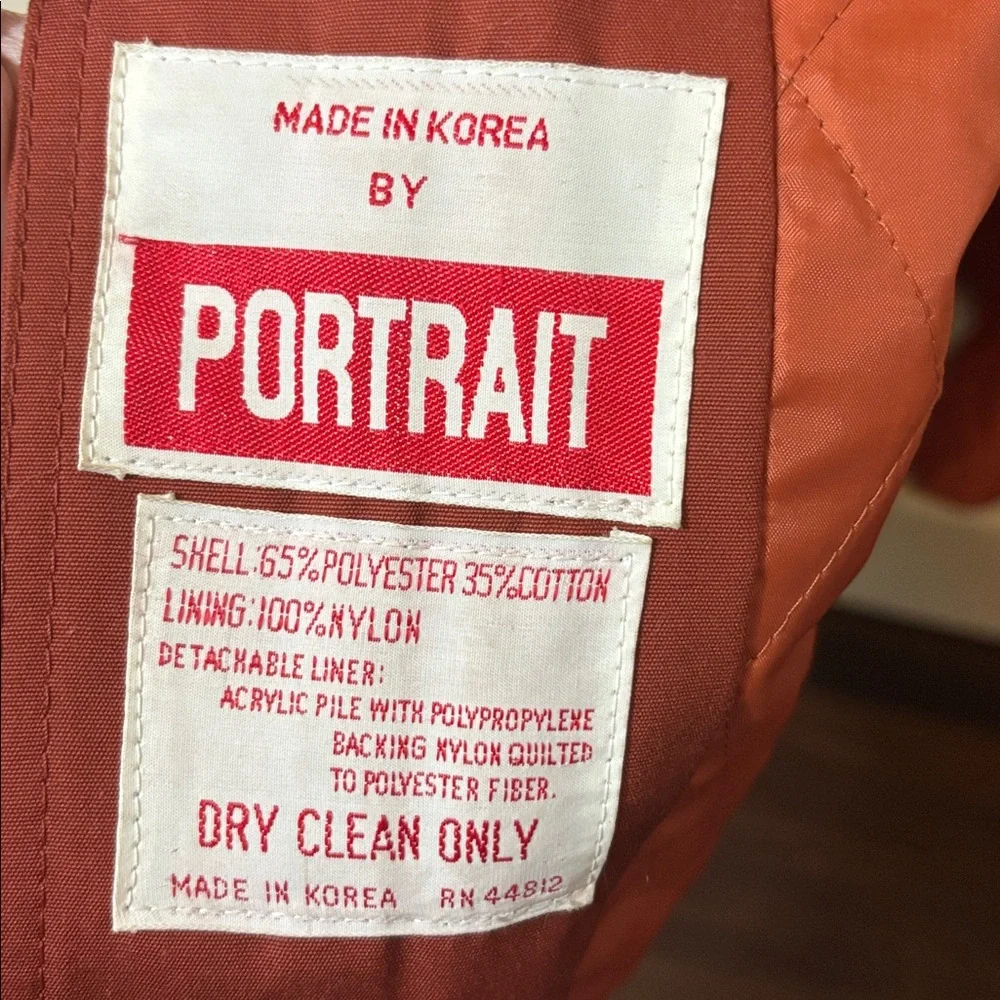 MADE IN KOREA
BY
PORTRAIT
SHELL:65%POLYESTER 35%COTTON
LINING:100%NYLON
DETACHABLE LINER:
ACRYLIC PILE WITH POLYPROPYLENE
BACKING NYLON QUILTED
TO POLYESTER FIBER.
DRY CLEAN ONLY
MADE IN KOREA RN 44812